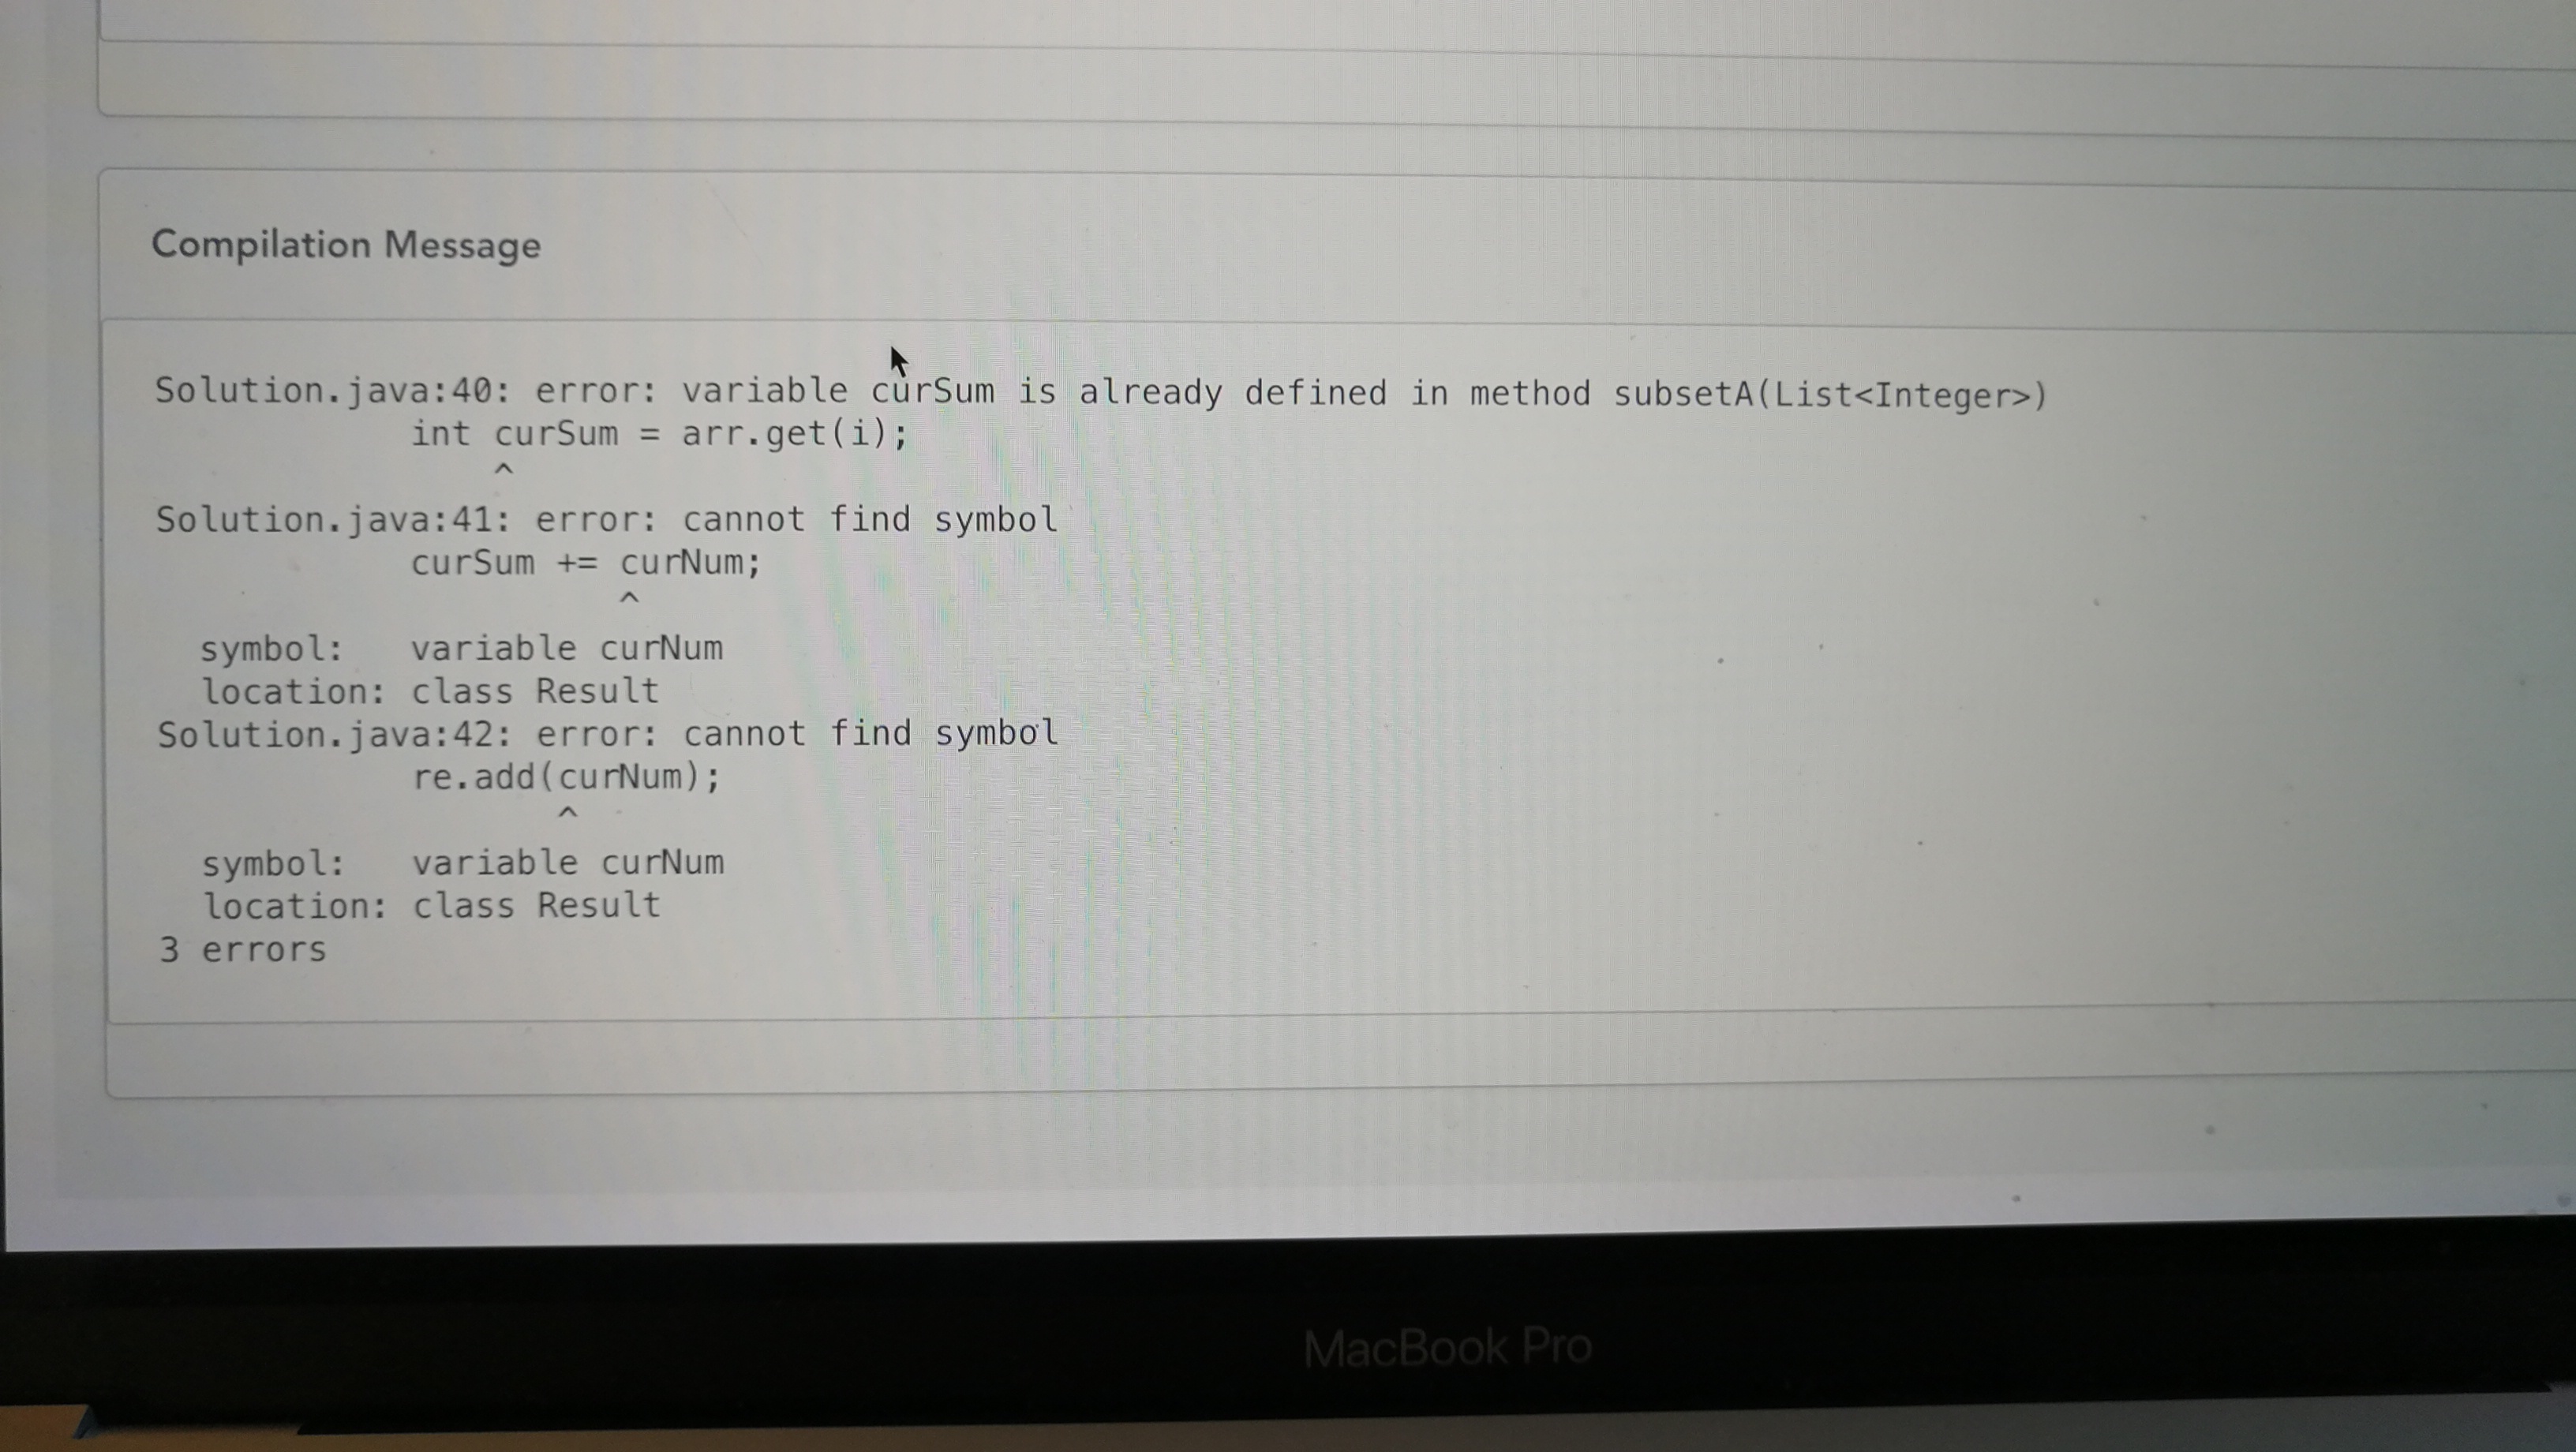 Compilation Message
Solution.java:40: error: variable curSum is already defined in method subsetA(List<Integer>)
int curSum = arr.get(i);
^
Solution.java:41: error: cannot find symbol
curSum += curNum;
^
symbol:   variable curNum
location: class Result
Solution.java:42: error: cannot find symbol
re.add(curNum);
^
symbol:   variable curNum
location: class Result
3 errors
MacBook Pro